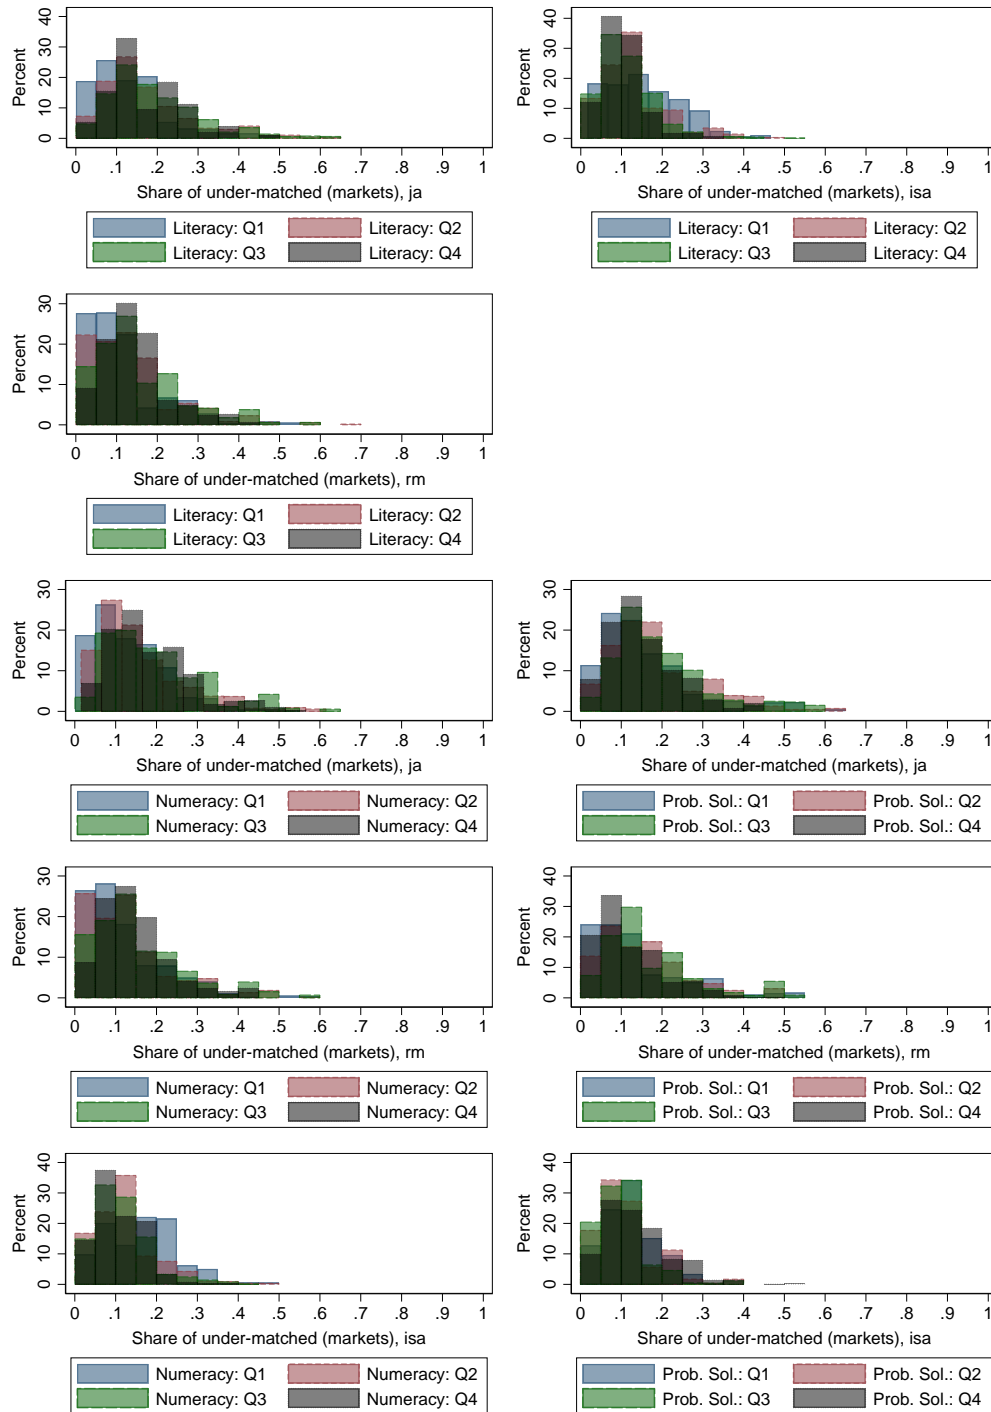 Percent
40
30
20
10
0
0 .1 .2 .3 .4 .5 .6 .7 .8 .9 1
Share of under-matched (markets), ja
Literacy: Q1 Literacy: Q2
Literacy: Q3 Literacy: Q4
Percent
40
30
20
10
0
0 .1 .2 .3 .4 .5 .6 .7 .8 .9 1
Share of under-matched (markets), isa
Literacy: Q1 Literacy: Q2
Literacy: Q3 Literacy: Q4
Percent
30
20
10
0
0 .1 .2 .3 .4 .5 .6 .7 .8 .9 1
Share of under-matched (markets), rm
Literacy: Q1 Literacy: Q2
Literacy: Q3 Literacy: Q4
Percent
30
20
10
0
0 .1 .2 .3 .4 .5 .6 .7 .8 .9 1
Share of under-matched (markets), ja
Numeracy: Q1 Numeracy: Q2
Numeracy: Q3 Numeracy: Q4
Percent
30
20
10
0
0 .1 .2 .3 .4 .5 .6 .7 .8 .9 1
Share of under-matched (markets), ja
Prob. Sol.: Q1 Prob. Sol.: Q2
Prob. Sol.: Q3 Prob. Sol.: Q4
Percent
30
20
10
0
0 .1 .2 .3 .4 .5 .6 .7 .8 .9 1
Share of under-matched (markets), rm
Numeracy: Q1 Numeracy: Q2
Numeracy: Q3 Numeracy: Q4
Percent
40
30
20
10
0
0 .1 .2 .3 .4 .5 .6 .7 .8 .9 1
Share of under-matched (markets), rm
Prob. Sol.: Q1 Prob. Sol.: Q2
Prob. Sol.: Q3 Prob. Sol.: Q4
Percent
40
30
20
10
0
0 .1 .2 .3 .4 .5 .6 .7 .8 .9 1
Share of under-matched (markets), isa
Numeracy: Q1 Numeracy: Q2
Numeracy: Q3 Numeracy: Q4
Percent
40
30
20
10
0
0 .1 .2 .3 .4 .5 .6 .7 .8 .9 1
Share of under-matched (markets), isa
Prob. Sol.: Q1 Prob. Sol.: Q2
Prob. Sol.: Q3 Prob. Sol.: Q4